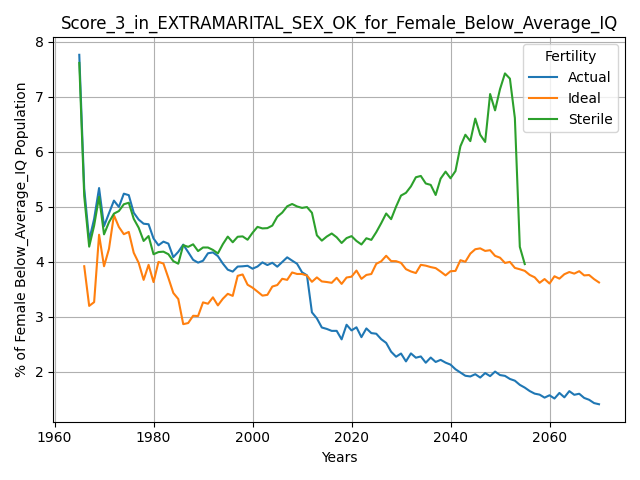 Score_3_in_EXTRAMARITAL_SEX_OK_for_Female_Below_Average_IQ
% of Female Below_Average_IQ Population
8
7
6
5
4
3
2
Fertility
Actual
Ideal
Sterile
1960
1980
2000
2020
2040
2060
Years